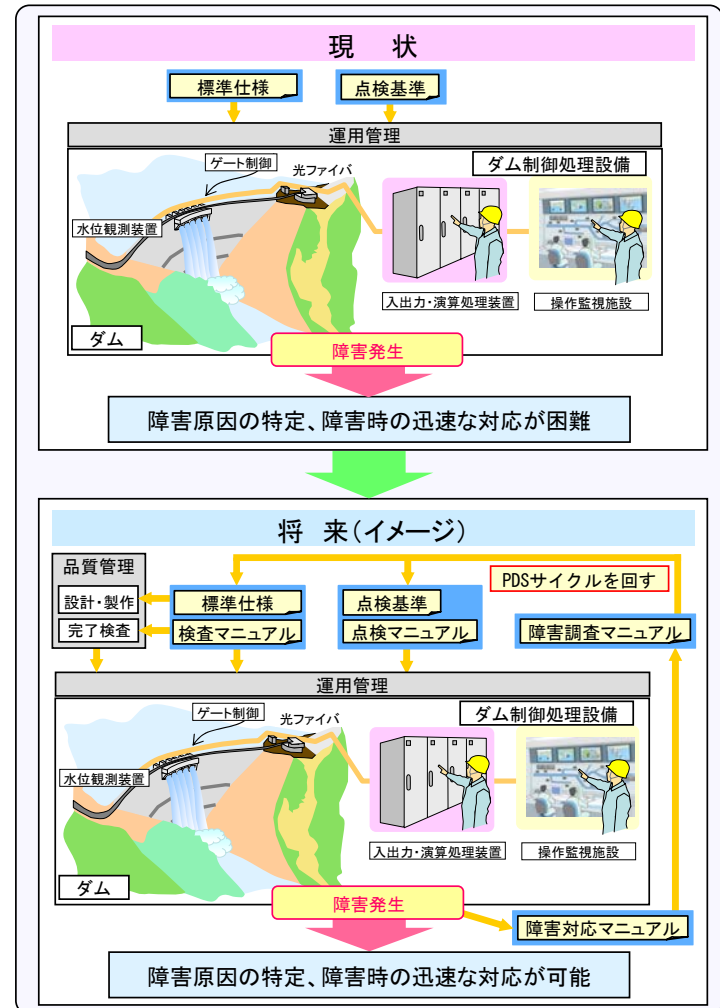 現　状
標準仕様
点検基準
運用管理
ゲート制御
光ファイバ
ダム制御処理設備
水位観測装置
入出力・演算処理装置
操作監視施設
ダム
障害発生
障害原因の特定、障害時の迅速な対応が困難
将　来（イメージ）
品質管理
設計・製作
完了検査
標準仕様
検査マニュアル
点検基準
点検マニュアル
PDSサイクルを回す
障害調査マニュアル
運用管理
ゲート制御
光ファイバ
ダム制御処理設備
水位観測装置
入出力・演算処理装置
操作監視施設
ダム
障害発生
障害対応マニュアル
障害原因の特定、障害時の迅速な対応が可能